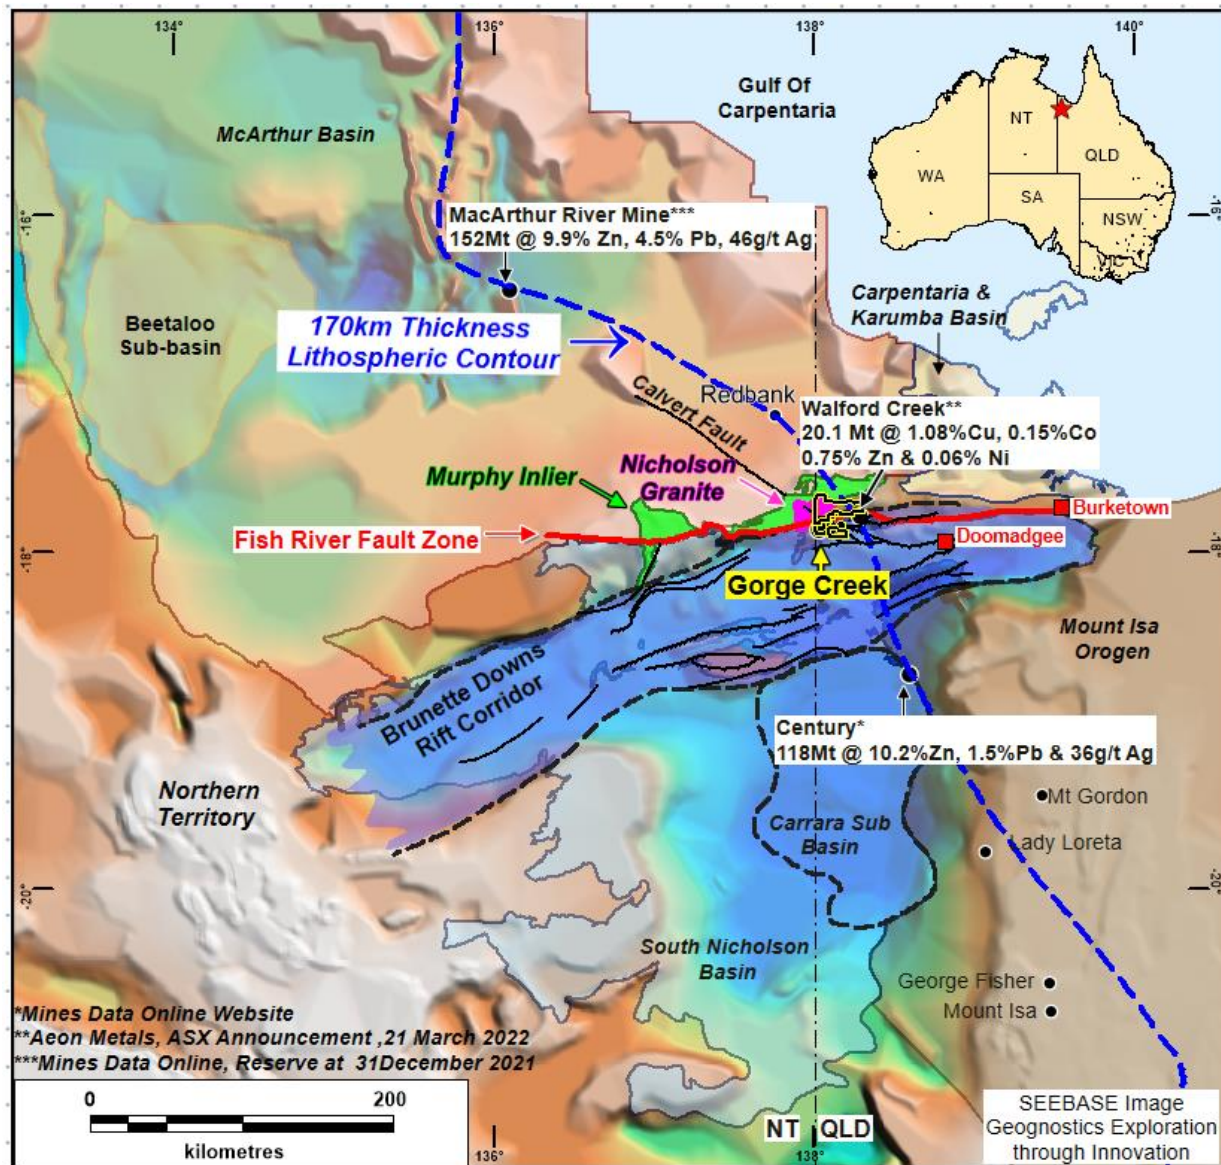 134°
136°
138°
140°
Gulf Of
Carpentaria
McArthur Basin
NT
QLD
WA
SA
NSW
-16°
-16°
MacArthur River Mine***
152Mt @ 9.9% Zn, 4.5% Pb, 46g/t Ag
Carpentaria &
Karumba Basin
Beetaloo
Sub-basin
170km Thickness
Lithospheric Contour
Calvert Fault
Redbank
Walford Creek**
20.1 Mt @ 1.08%Cu, 0.15%Co
0.75% Zn & 0.06% Ni
Murphy Inlier
Nicholson
Granite
Burketown
Fish River Fault Zone
Doomadgee
-18°
-18°
Gorge Creek
Mount Isa
Orogen
Brunette Downs
Rift Corridor
Century*
118Mt @ 10.2%Zn, 1.5%Pb & 36g/t Ag
Northern
Territory
Mt Gordon
Carrara Sub
Basin
Lady Loreta
-20°
-20°
South Nicholson
Basin
George Fisher
Mount Isa
*Mines Data Online Website
**Aeon Metals, ASX Announcement ,21 March 2022
***Mines Data Online, Reserve at 31December 2021
0
200
kilometres
NT
QLD
SEEBASE Image
Geognostics Exploration
through Innovation
136°
138°